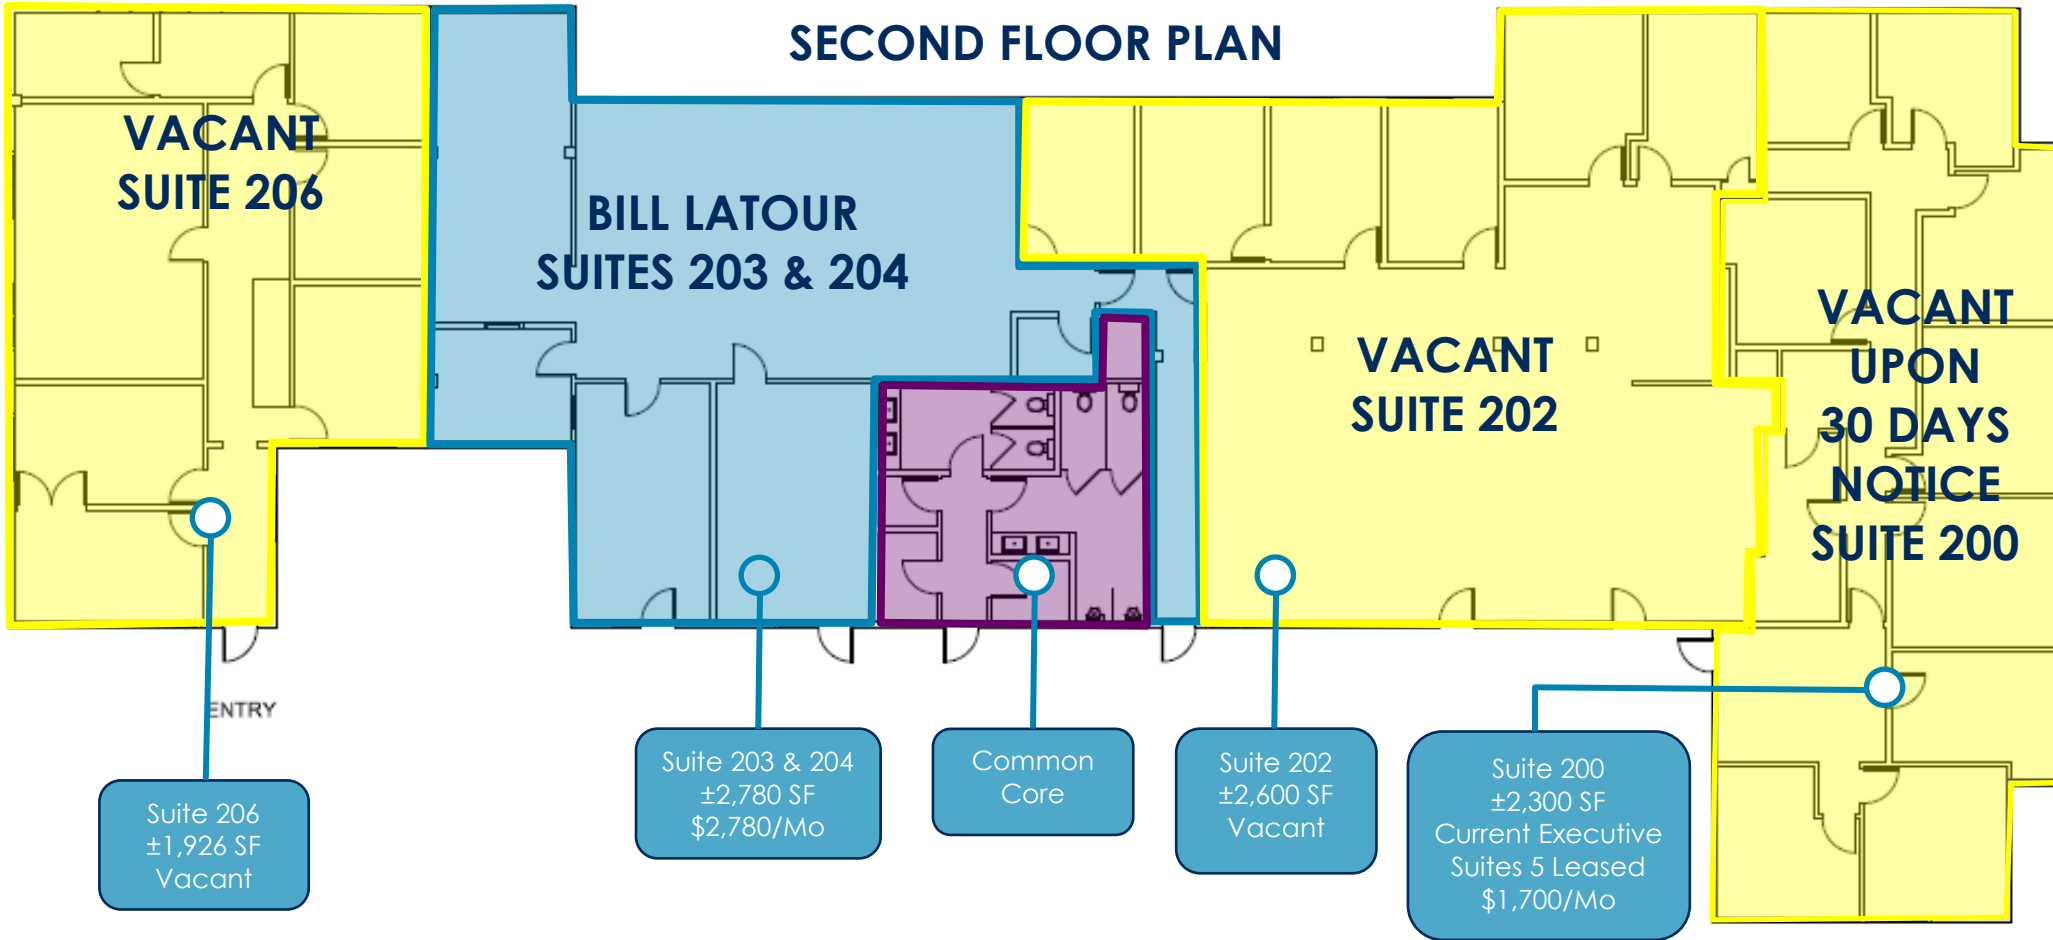 SECOND FLOOR PLAN
VACANT
SUITE 206
BILL LATOUR
SUITES 203 & 204
VACANT
SUITE 202
VACANT
UPON
30 DAYS
NOTICE
SUITE 200
ENTRY
Suite 206
±1,926 SF
Vacant
Suite 203 & 204
±2,780 SF
$2,780/Mo
Common
Core
Suite 202
±2,600 SF
Vacant
Suite 200
±2,300 SF
Current Executive
Suites 5 Leased
$1,700/Mo